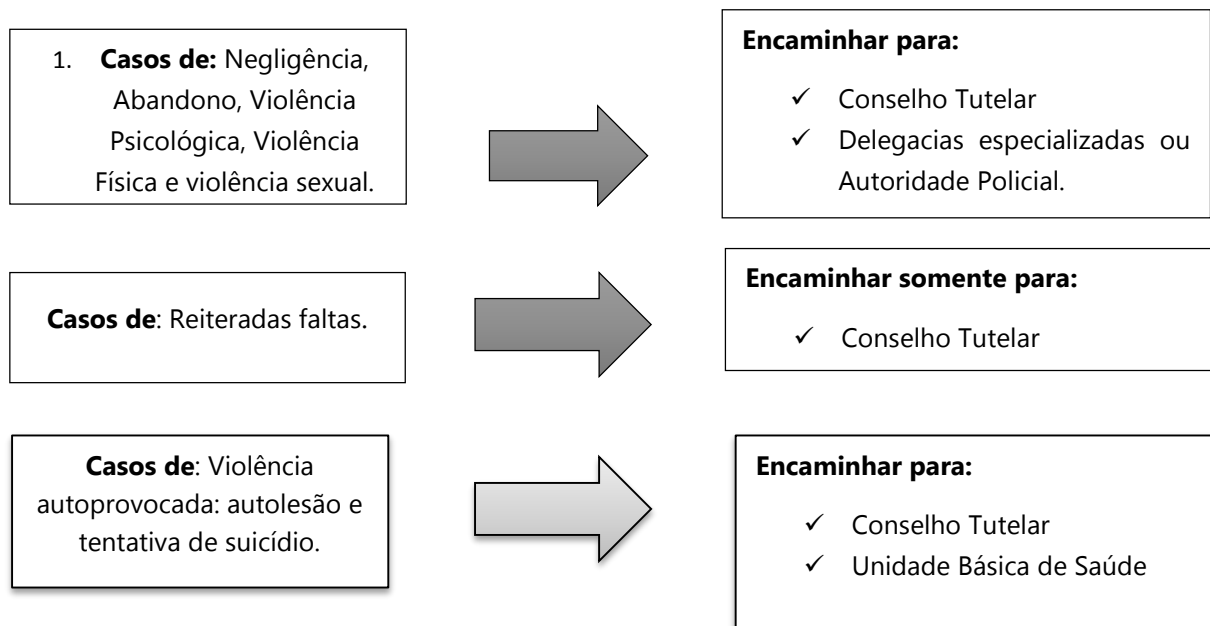 1. Casos de: Negligência,
Abandono, Violência
Psicológica, Violência
Física e violência sexual.
Encaminhar para:
✓ Conselho Tutelar
✓ Delegacias especializadas ou
Autoridade Policial.
Casos de: Reiteradas faltas.
Encaminhar somente para:
✓ Conselho Tutelar
Casos de: Violência
autoprovocada: autolesão e
tentativa de suicídio.
Encaminhar para:
✓ Conselho Tutelar
✓ Unidade Básica de Saúde